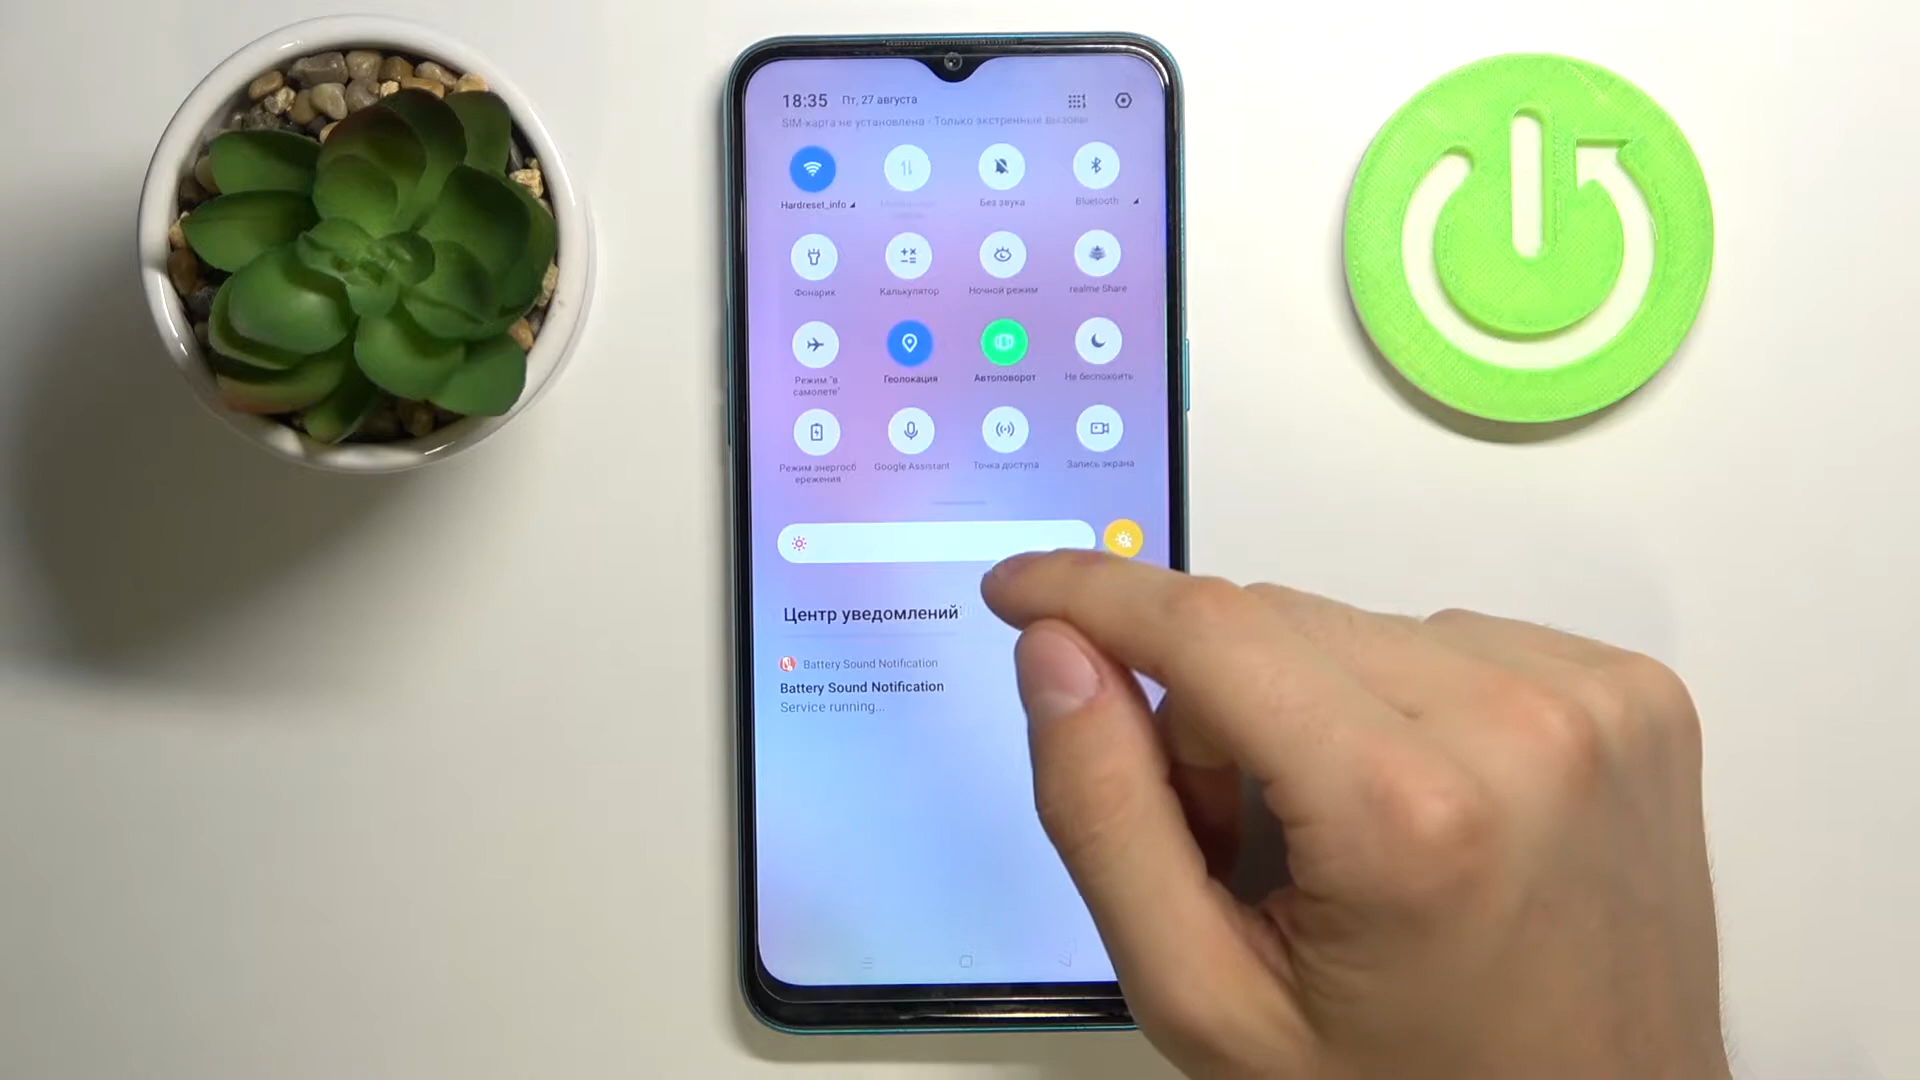 18:35 Пт, 27 августа
SIM-карта не установлена - Только экстренные вызовы
Hardreset_info
Без звука
Bluetooth
Фонарик
Калькулятор
Ночной режим
realme Share
Режим "в самолете"
Геолокация
Автоповорот
Не беспокоить
Режим энергосб
ережения
Google Assistant
Точка доступа
Запись экрана
Центр уведомлений
Battery Sound Notification
Battery Sound Notification
Service running...